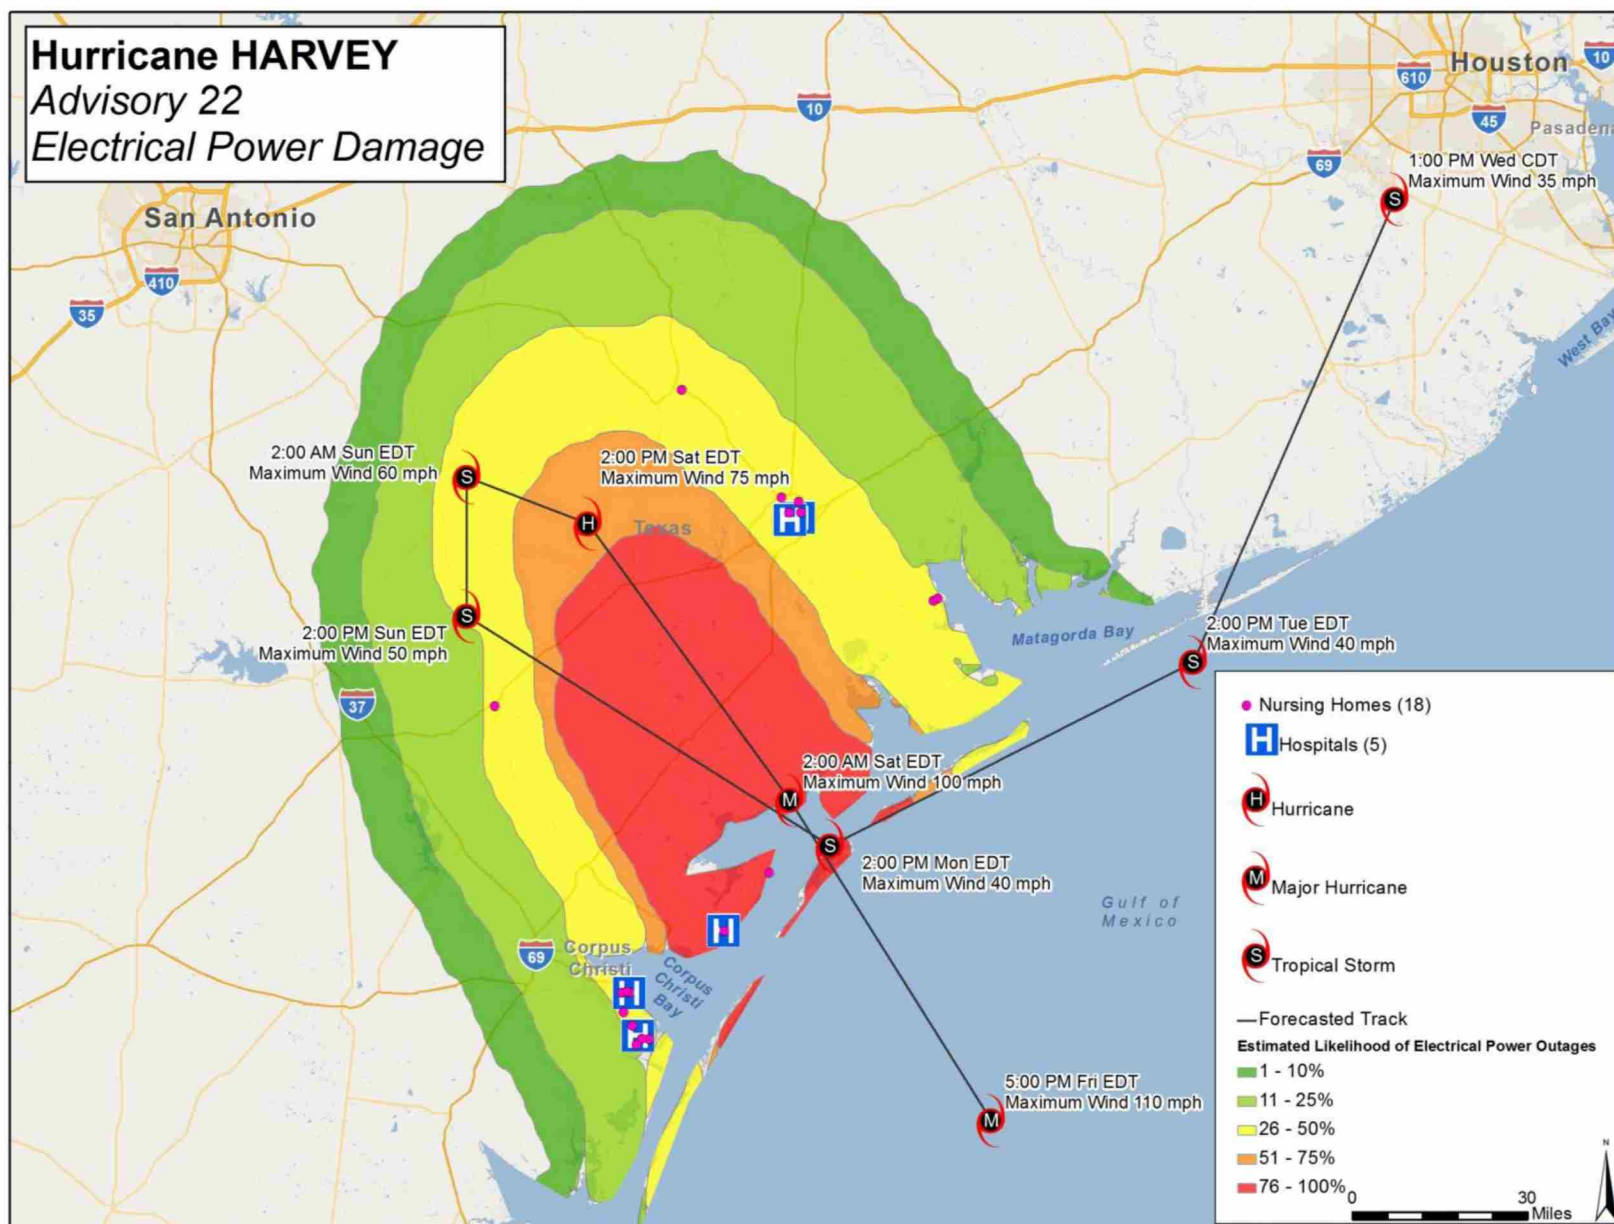 Hurricane HARVEY
Advisory 22
Electrical Power Damage
Houston
10
610
10
45
Pasadena
69
1:00 PM Wed CDT
Maximum Wind 35 mph
S
San Antonio
410
35
West Bay
2:00 AM Sun EDT
Maximum Wind 60 mph
S
2:00 PM Sat EDT
Maximum Wind 75 mph
H
Texas
H
2:00 PM Sun EDT
Maximum Wind 50 mph
S
Matagorda Bay
2:00 PM Tue EDT
Maximum Wind 40 mph
S
37
2:00 AM Sat EDT
Maximum Wind 100 mph
M
S
2:00 PM Mon EDT
Maximum Wind 40 mph
Gulf of
Mexico
H
69
Corpus
Christi
Corpus
Christi
Bay
H
H
5:00 PM Fri EDT
Maximum Wind 110 mph
M
Nursing Homes (18)
H Hospitals (5)
H Hurricane
M Major Hurricane
S Tropical Storm
Forecasted Track
Estimated Likelihood of Electrical Power Outages
1 - 10%
11 - 25%
26 - 50%
51 - 75%
76 - 100%
0 30
Miles
N